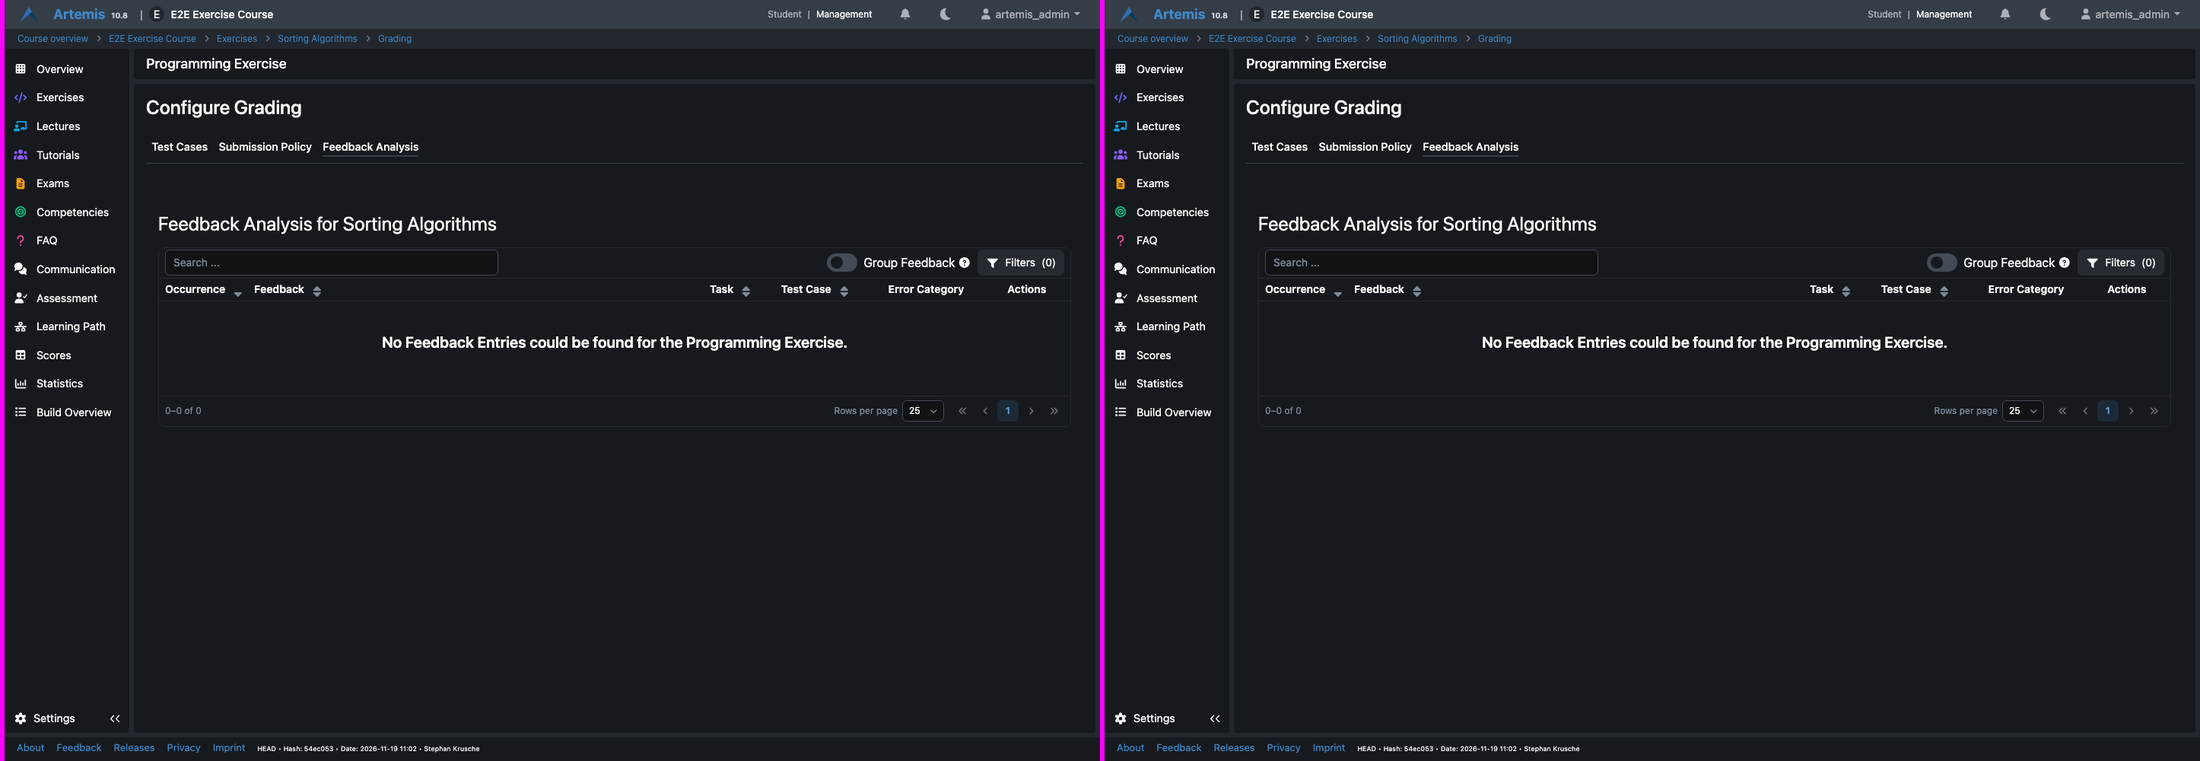 Artemis 10.8 | E E2E Exercise Course Student | Management artemis_admin
Course overview > E2E Exercise Course > Exercises > Sorting Algorithms > Grading
Overview
Exercises
Lectures
Tutorials
Exams
Competencies
FAQ
Communication
Assessment
Learning Path
Scores
Statistics
Build Overview
Settings
Programming Exercise
Configure Grading
Test Cases Submission Policy Feedback Analysis
Feedback Analysis for Sorting Algorithms
Search ... Group Feedback ? Filters (0)
Occurrence Feedback Task Test Case Error Category Actions
No Feedback Entries could be found for the Programming Exercise.
0–0 of 0 Rows per page 25 « ‹ 1 › »
About Feedback Releases Privacy Imprint HEAD • Hash: 54ec053 • Date: 2026-11-19 11:02 • Stephan Krusche
Artemis 10.8 | E E2E Exercise Course Student | Management artemis_admin
Course overview > E2E Exercise Course > Exercises > Sorting Algorithms > Grading
Overview
Exercises
Lectures
Tutorials
Exams
Competencies
FAQ
Communication
Assessment
Learning Path
Scores
Statistics
Build Overview
Settings
Programming Exercise
Configure Grading
Test Cases Submission Policy Feedback Analysis
Feedback Analysis for Sorting Algorithms
Search ... Group Feedback ? Filters (0)
Occurrence Feedback Task Test Case Error Category Actions
No Feedback Entries could be found for the Programming Exercise.
0–0 of 0 Rows per page 25 « ‹ 1 › »
About Feedback Releases Privacy Imprint HEAD • Hash: 54ec053 • Date: 2026-11-19 11:02 • Stephan Krusche